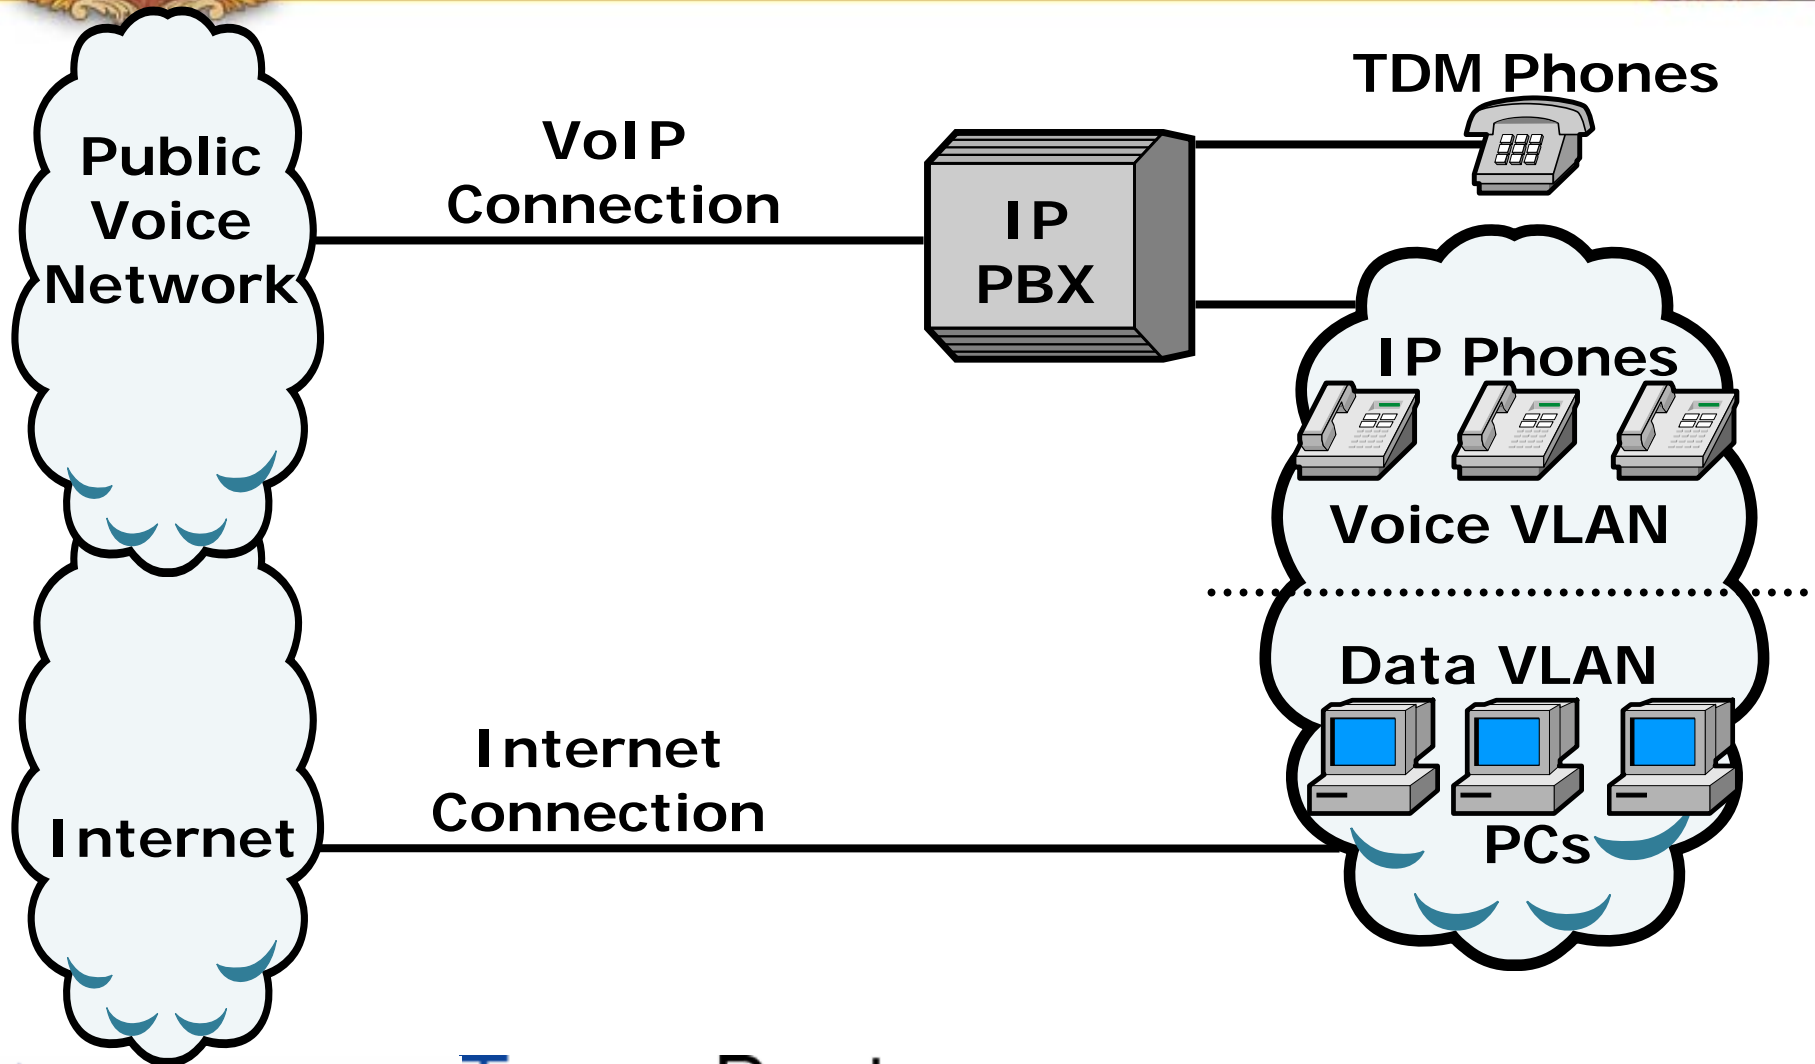 TDM Phones
Public
Voice
Network
VoIP
Connection
IP
PBX
IP Phones
Voice VLAN
Data VLAN
PCs
Internet
Connection
Internet